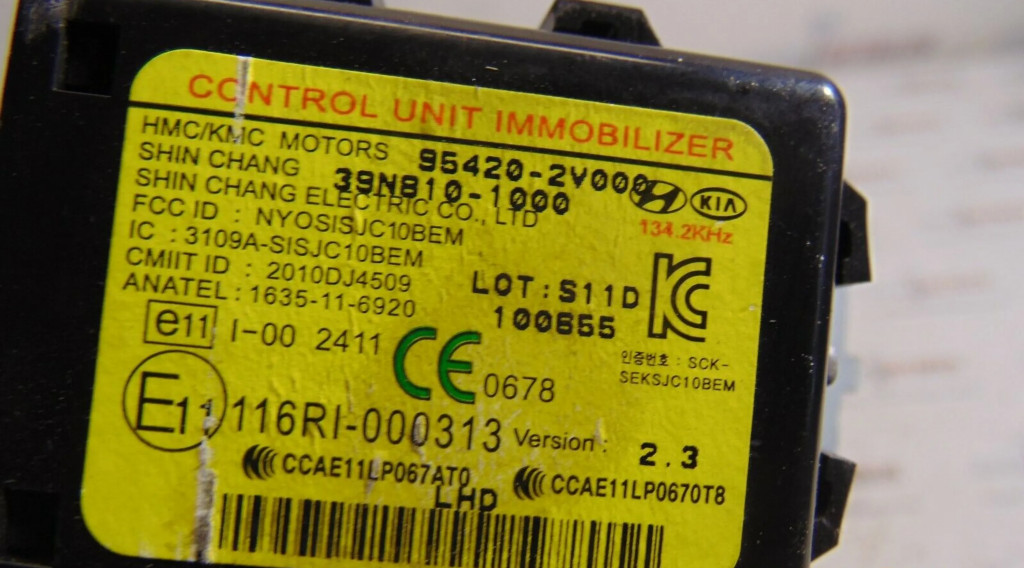 CONTROL UNIT IMMOBILIZER
HMC/KMC MOTORS 95420-2V000
SHIN CHANG 39N810-1000
KIA
SHIN CHANG ELECTRIC CO., LTD
134.2KHz
FCC ID : NYOSISJC10BEM
IC : 3109A-SISJC10BEM
CMIIT ID : 2010DJ4509
LOT:S11D
ANATEL : 1635-11-6920
100655
e11 I-00 2411
CE 0678
인증번호 : SCK-
SEKSJC10BEM
E11 116RI-000313 Version : 2.3
CCAE11LP067AT0 CCAE11LP0670T8
LHD